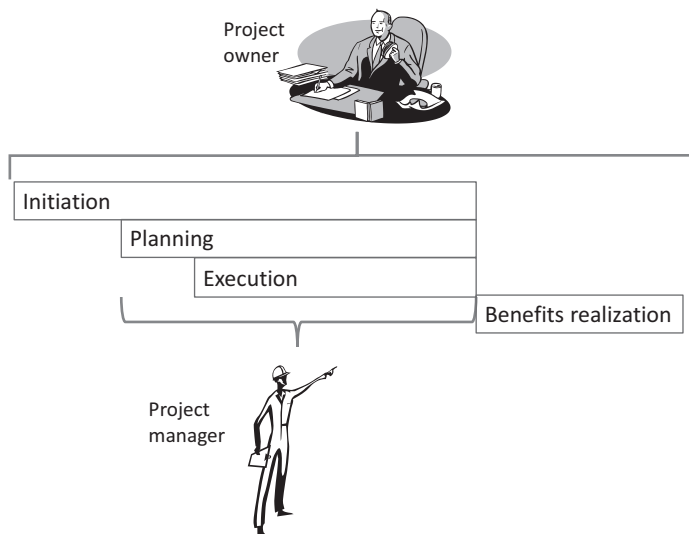 Project
owner
Initiation
Planning
Execution
Benefits realization
Project
manager